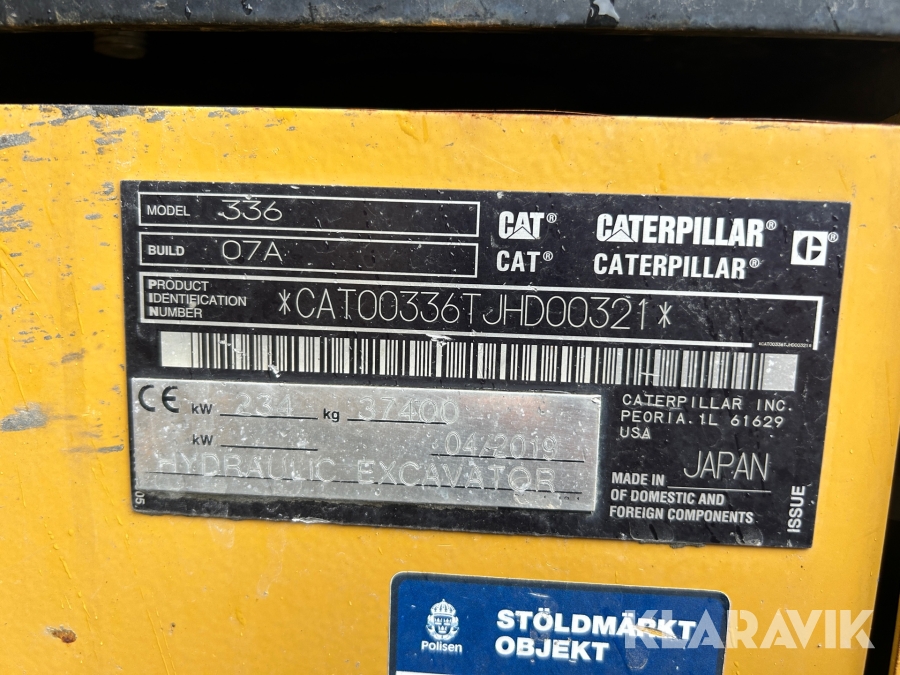 MODEL 336
BUILD 07A
CAT® CATERPILLAR®
CAT® CATERPILLAR®
PRODUCT
IDENTIFICATION
NUMBER
*CAT00336TJHD00321*
*CAT00336TJHD00321*
CE kW 234 kg 37400
kW 04/2019
HYDRAULIC EXCAVATOR
CATERPILLAR INC.
PEORIA. IL 61629
USA
MADE IN JAPAN
OF DOMESTIC AND
FOREIGN COMPONENTS
ISSUE
05
Polisen
STÖLDMÄRKT
OBJEKT
KLARAVIK